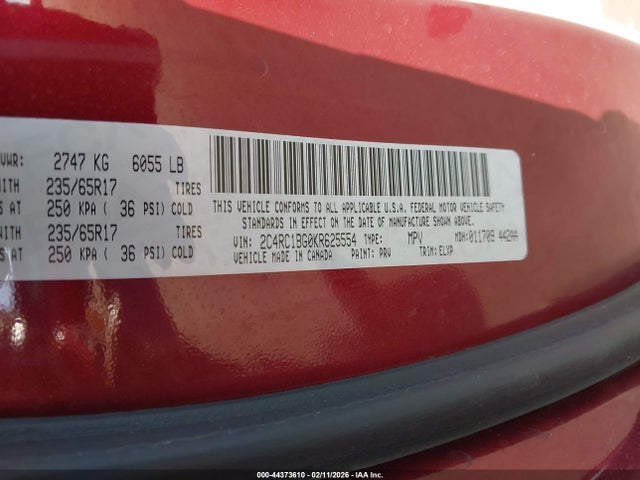 VWR: 2747 KG 6055 LB
WITH 235/65R17 TIRES
S AT 250 KPA ( 36 PSI) COLD
WITH 235/65R17 TIRES
S AT 250 KPA ( 36 PSI) COLD
THIS VEHICLE CONFORMS TO ALL APPLICABLE U.S.A. FEDERAL MOTOR VEHICLE SAFETY
STANDARDS IN EFFECT ON THE DATE OF MANUFACTURE SHOWN ABOVE.
VIN: 2C4RC1BG0KR625554 TYPE: MPV MDH:011709 442AA
VEHICLE MADE IN CANADA PAINT: PRV TRIM: ELXP
000-44373610 - 02/11/2026 - IAA Inc.